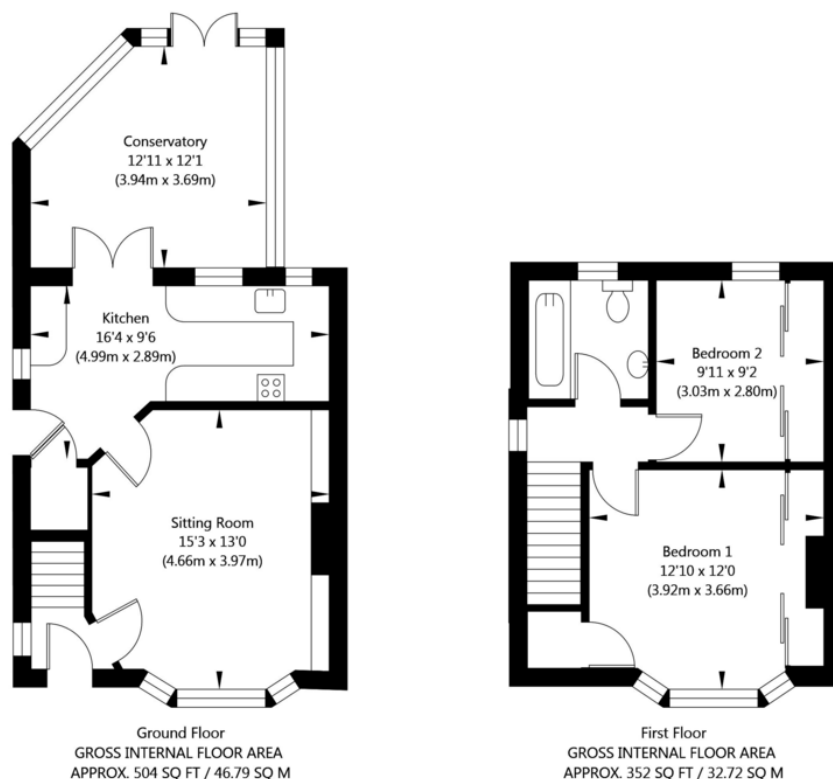 Conservatory
12'11 x 12'1
(3.94m x 3.69m)
Kitchen
16'4 x 9'6
(4.99m x 2.89m)
Sitting Room
15'3 x 13'0
(4.66m x 3.97m)
Ground Floor
GROSS INTERNAL FLOOR AREA
APPROX. 504 SQ FT / 46.79 SQ M
Bedroom 2
9'11 x 9'2
(3.03m x 2.80m)
Bedroom 1
12'10 x 12'0
(3.92m x 3.66m)
First Floor
GROSS INTERNAL FLOOR AREA
APPROX. 352 SQ FT / 32.72 SQ M